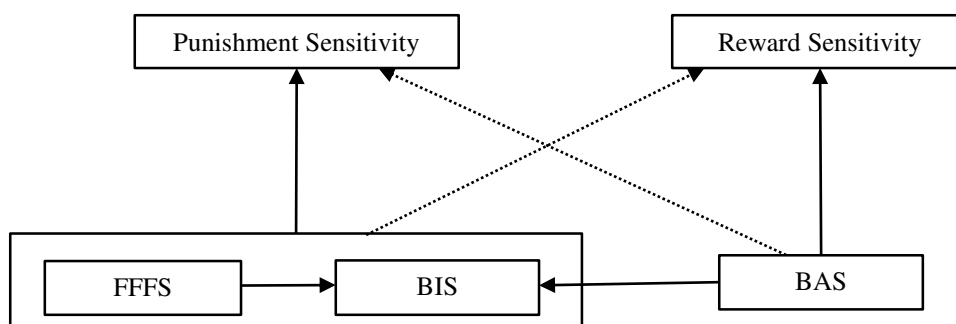 Punishment Sensitivity
Reward Sensitivity
FFFS
BIS
BAS